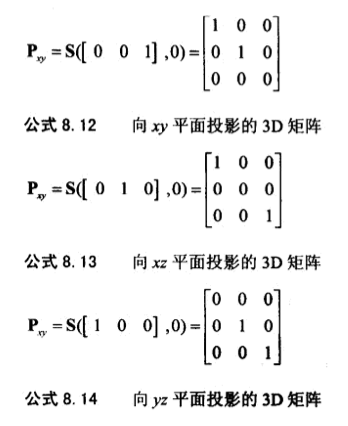 P_xy = S([0 0 1],0) = [1 0 0
0 1 0
0 0 0]
公式 8.12 向 xy 平面投影的 3D 矩阵
P_xy = S([0 1 0],0) = [1 0 0
0 0 0
0 0 1]
公式 8.13 向 xz 平面投影的 3D 矩阵
P_xy = S([1 0 0],0) = [0 0 0
0 1 0
0 0 1]
公式 8.14 向 yz 平面投影的 3D 矩阵